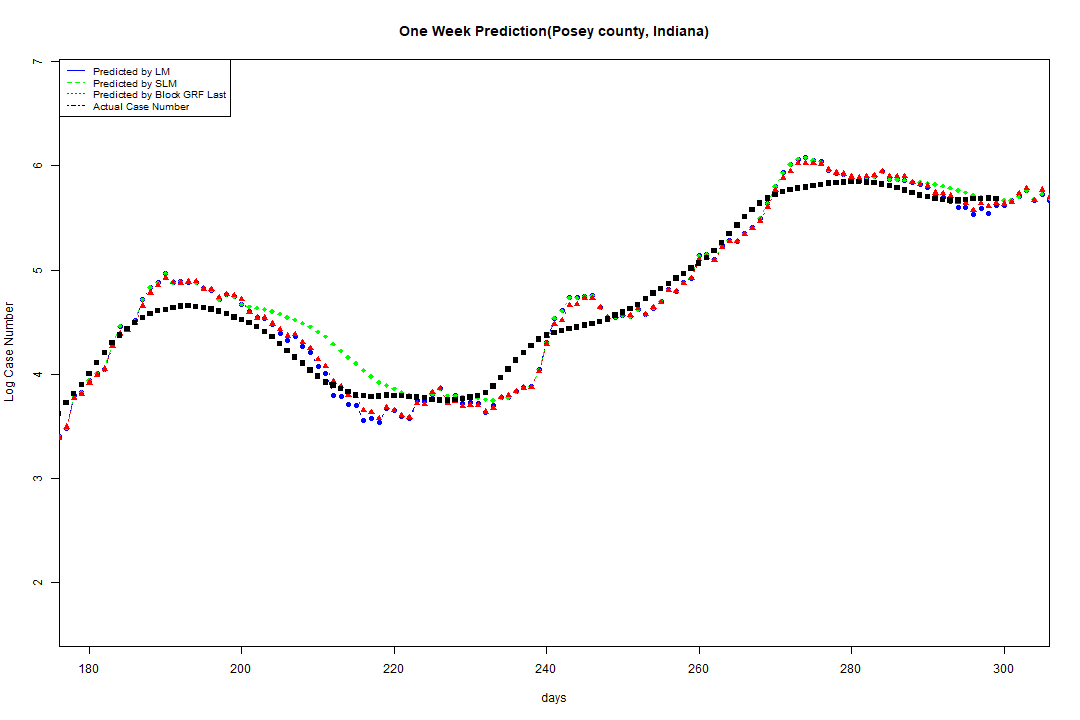 One Week Prediction(Posey county, Indiana)
Predicted by LM
Predicted by SLM
Predicted by Block GRF Last
Actual Case Number
7
6
5
4
3
2
Log Case Number
180 200 220 240 260 280 300
days